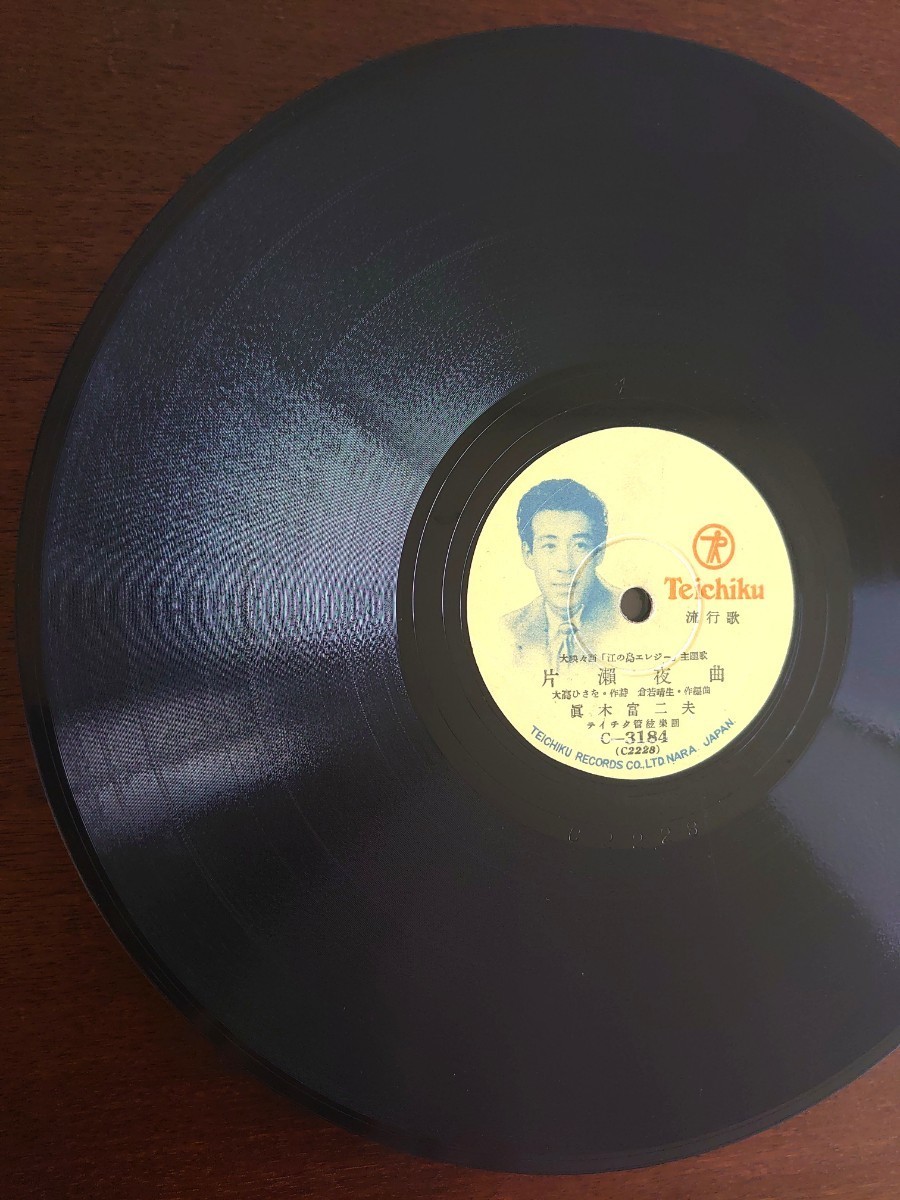 Teichiku
流行歌
大映々画「江の島エレジー」主題歌
片瀬夜曲
大高ひさを・作詩 倉若晴生・作編曲
眞木富二夫
テイチク管絃楽団
C-3184
(C2228)
TEICHIKU RECORDS CO., LTD NARA JAPAN.